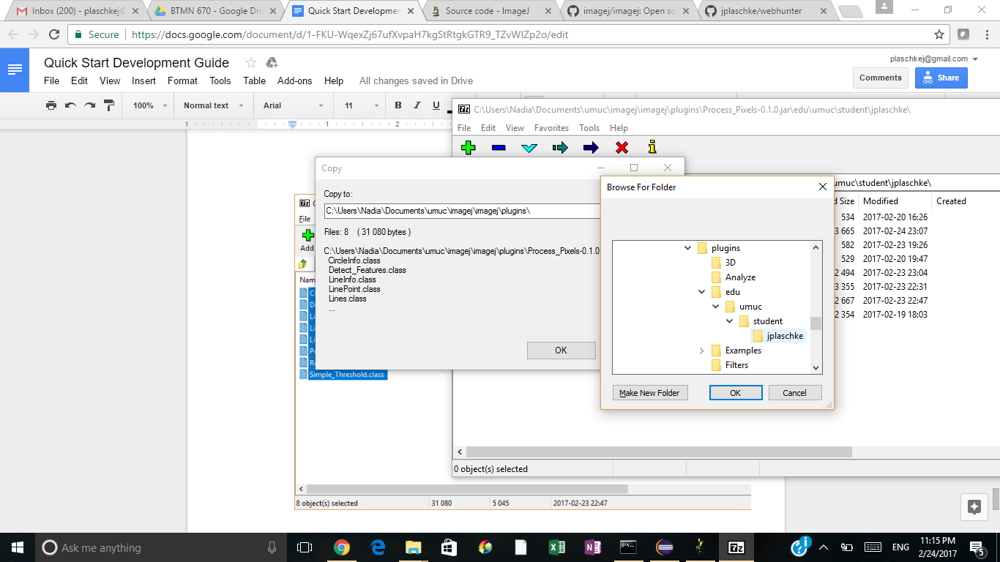 Inbox (200) - plaschkej@
BTMN 670 - Google Dri
Quick Start Developmen
Source code - ImageJ
imagej/imagej: Open so
jplaschke/webhunter
Secure
https://docs.google.com/document/d/1-FKU-WqexZj67ufXvpaH7kgStRtgkGTR9_TZvWIZp2o/edit
Quick Start Development Guide
plaschkej@gmail.com
File Edit View Insert Format Tools Table Add-ons Help All changes saved in Drive
Comments
Share
100% Normal text Arial 11 B I U
1 1 2
C:\Users\Nadia\Documents\umuc\imagej\imagej\plugins\Process_Pixels-0.1.0.jar\edu\umuc\student\jplaschke\
File Edit View Favorites Tools Help
umuc\student\jplaschke\
d Size Modified Created
534 2017-02-20 16:26
3 665 2017-02-24 23:07
582 2017-02-23 19:26
529 2017-02-20 19:47
2 494 2017-02-23 23:04
3 355 2017-02-23 22:31
2 667 2017-02-23 22:47
2 354 2017-02-19 18:03
0 object(s) selected
Copy
Copy to:
C:\Users\Nadia\Documents\umuc\imagej\imagej\plugins\
Files: 8 ( 31 080 bytes )
C:\Users\Nadia\Documents\umuc\imagej\imagej\plugins\Process_Pixels-0.1.0
CircleInfo.class
Detect_Features.class
LineInfo.class
LinePoint.class
Lines.class
...
OK
Browse For Folder
plugins
3D
Analyze
edu
umuc
student
jplaschke
Examples
Filters
Make New Folder
OK
Cancel
7z
File
Add
Nam
Simple_Threshold.class
8 object(s) selected 31 080 5 045 2017-02-23 22:47
Ask me anything
ENG
11:15 PM
2/24/2017
5